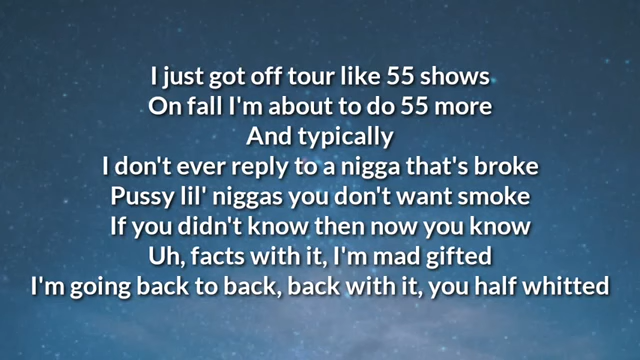 I just got off tour like 55 shows
On fall I'm about to do 55 more
And typically
I don't ever reply to a nigga that's broke
Pussy lil' niggas you don't want smoke
If you didn't know then now you know
Uh, facts with it, I'm mad gifted
I'm going back to back, back with it, you half whitted